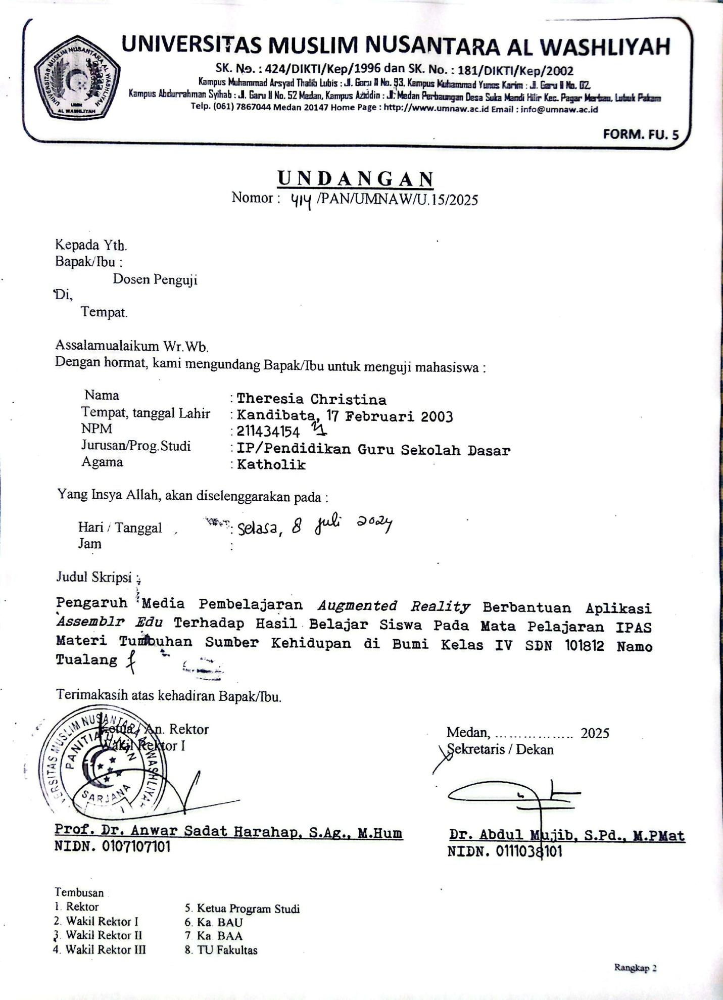 UNIVERSITAS MUSLIM NUSANTARA AL WASHLIYAH
SK. No. : 424/DIKTI/Kep/1996 dan SK. No. : 181/DIKTI/Kep/2002
Kampus Muhammad Arsyad Thalib Lubis : Jl. Garu II No. 93, Kampus Muhammad Yunos Karim : Jl. Garu II No. 02,
Kampus Abdurrahman Syihab : Jl. Garu II No. 52 Medan, Kampus Aziddin : Jl. Medan Perbaungan Desa Suka Mandi Hilir Kec. Pagar Merbau, Lubuk Pakam
Telp. (061) 7867044 Medan 20147 Home Page : http://www.umnaw.ac.id Email : info@umnaw.ac.id
FORM. FU. 5
UNIVERSITAS MUSLIM NUSANTARA AL WASHLIYAH
UMN
AL WASHLIYAH
UNDANGAN
Nomor : 414 /PAN/UMNAW/U.15/2025
Kepada Yth.
Bapak/Ibu :
Dosen Penguji
Di,
Tempat.
Assalamualaikum Wr.Wb.
Dengan hormat, kami mengundang Bapak/Ibu untuk menguji mahasiswa :
Nama : Theresia Christina
Tempat, tanggal Lahir : Kandibata, 17 Februari 2003
NPM : 211434154
Jurusan/Prog.Studi : IP/Pendidikan Guru Sekolah Dasar
Agama : Katholik
Yang Insya Allah, akan diselenggarakan pada :
Hari / Tanggal : Selasa, 8 Juli 2024
Jam :
Judul Skripsi :
Pengaruh Media Pembelajaran Augmented Reality Berbantuan Aplikasi
Assemblr Edu Terhadap Hasil Belajar Siswa Pada Mata Pelajaran IPAS
Materi Tumbuhan Sumber Kehidupan di Bumi Kelas IV SDN 101812 Namo
Tualang
Terimakasih atas kehadiran Bapak/Ibu.
Ketua / An. Rektor
Wakil Rektor I
UNIVERSITAS MUSLIM NUSANTARA AL WASHLIYAH
PANITIA UJIAN
SARJANA
Prof. Dr. Anwar Sadat Harahap, S.Ag., M.Hum
NIDN. 0107107101
Medan, ................. 2025
Sekretaris / Dekan
Dr. Abdul Mujib, S.Pd., M.PMat
NIDN. 0111038101
Tembusan
1. Rektor
2. Wakil Rektor I
3. Wakil Rektor II
4. Wakil Rektor III
5. Ketua Program Studi
6. Ka. BAU
7 Ka. BAA
8. TU Fakultas
Rangkap 2